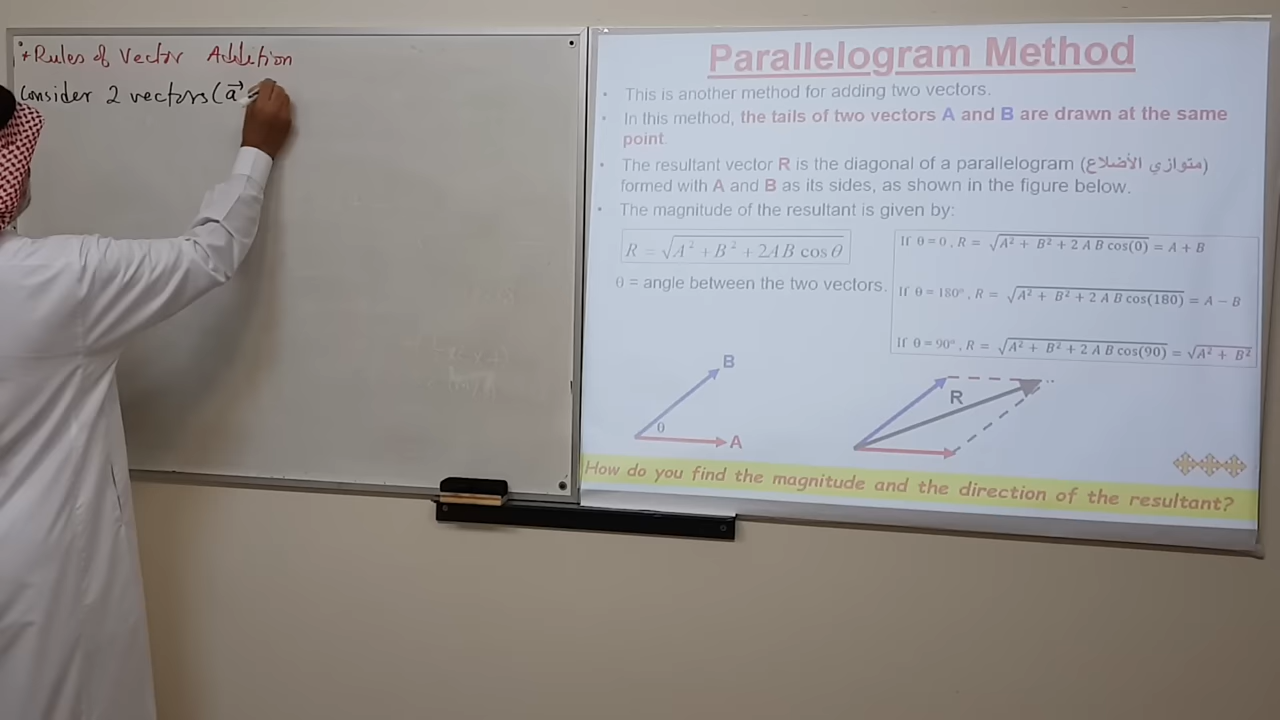 * Rules of Vector Addition
Consider 2 vectors (a⃗
Parallelogram Method
• This is another method for adding two vectors.
• In this method, the tails of two vectors A and B are drawn at the same
point.
• The resultant vector R is the diagonal of a parallelogram (متوازي الأضلاع)
formed with A and B as its sides, as shown in the figure below.
• The magnitude of the resultant is given by:
R = √(A² + B² + 2AB cos θ)
θ = angle between the two vectors.
If θ = 0 , R = √(A² + B² + 2 A B cos(0)) = A + B
If θ = 180° , R = √(A² + B² + 2 A B cos(180)) = A − B
If θ = 90° , R = √(A² + B² + 2 A B cos(90)) = √(A² + B²)
B
θ
A
R
How do you find the magnitude and the direction of the resultant?